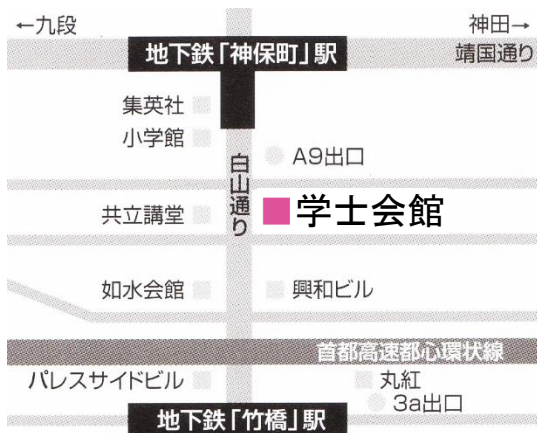 ←九段
神田→
地下鉄「神保町」駅
靖国通り
集英社
小学館
A9出口
白山通り
共立講堂
学士会館
如水会館
興和ビル
首都高速都心環状線
パレスサイドビル
丸紅
3a出口
地下鉄「竹橋」駅